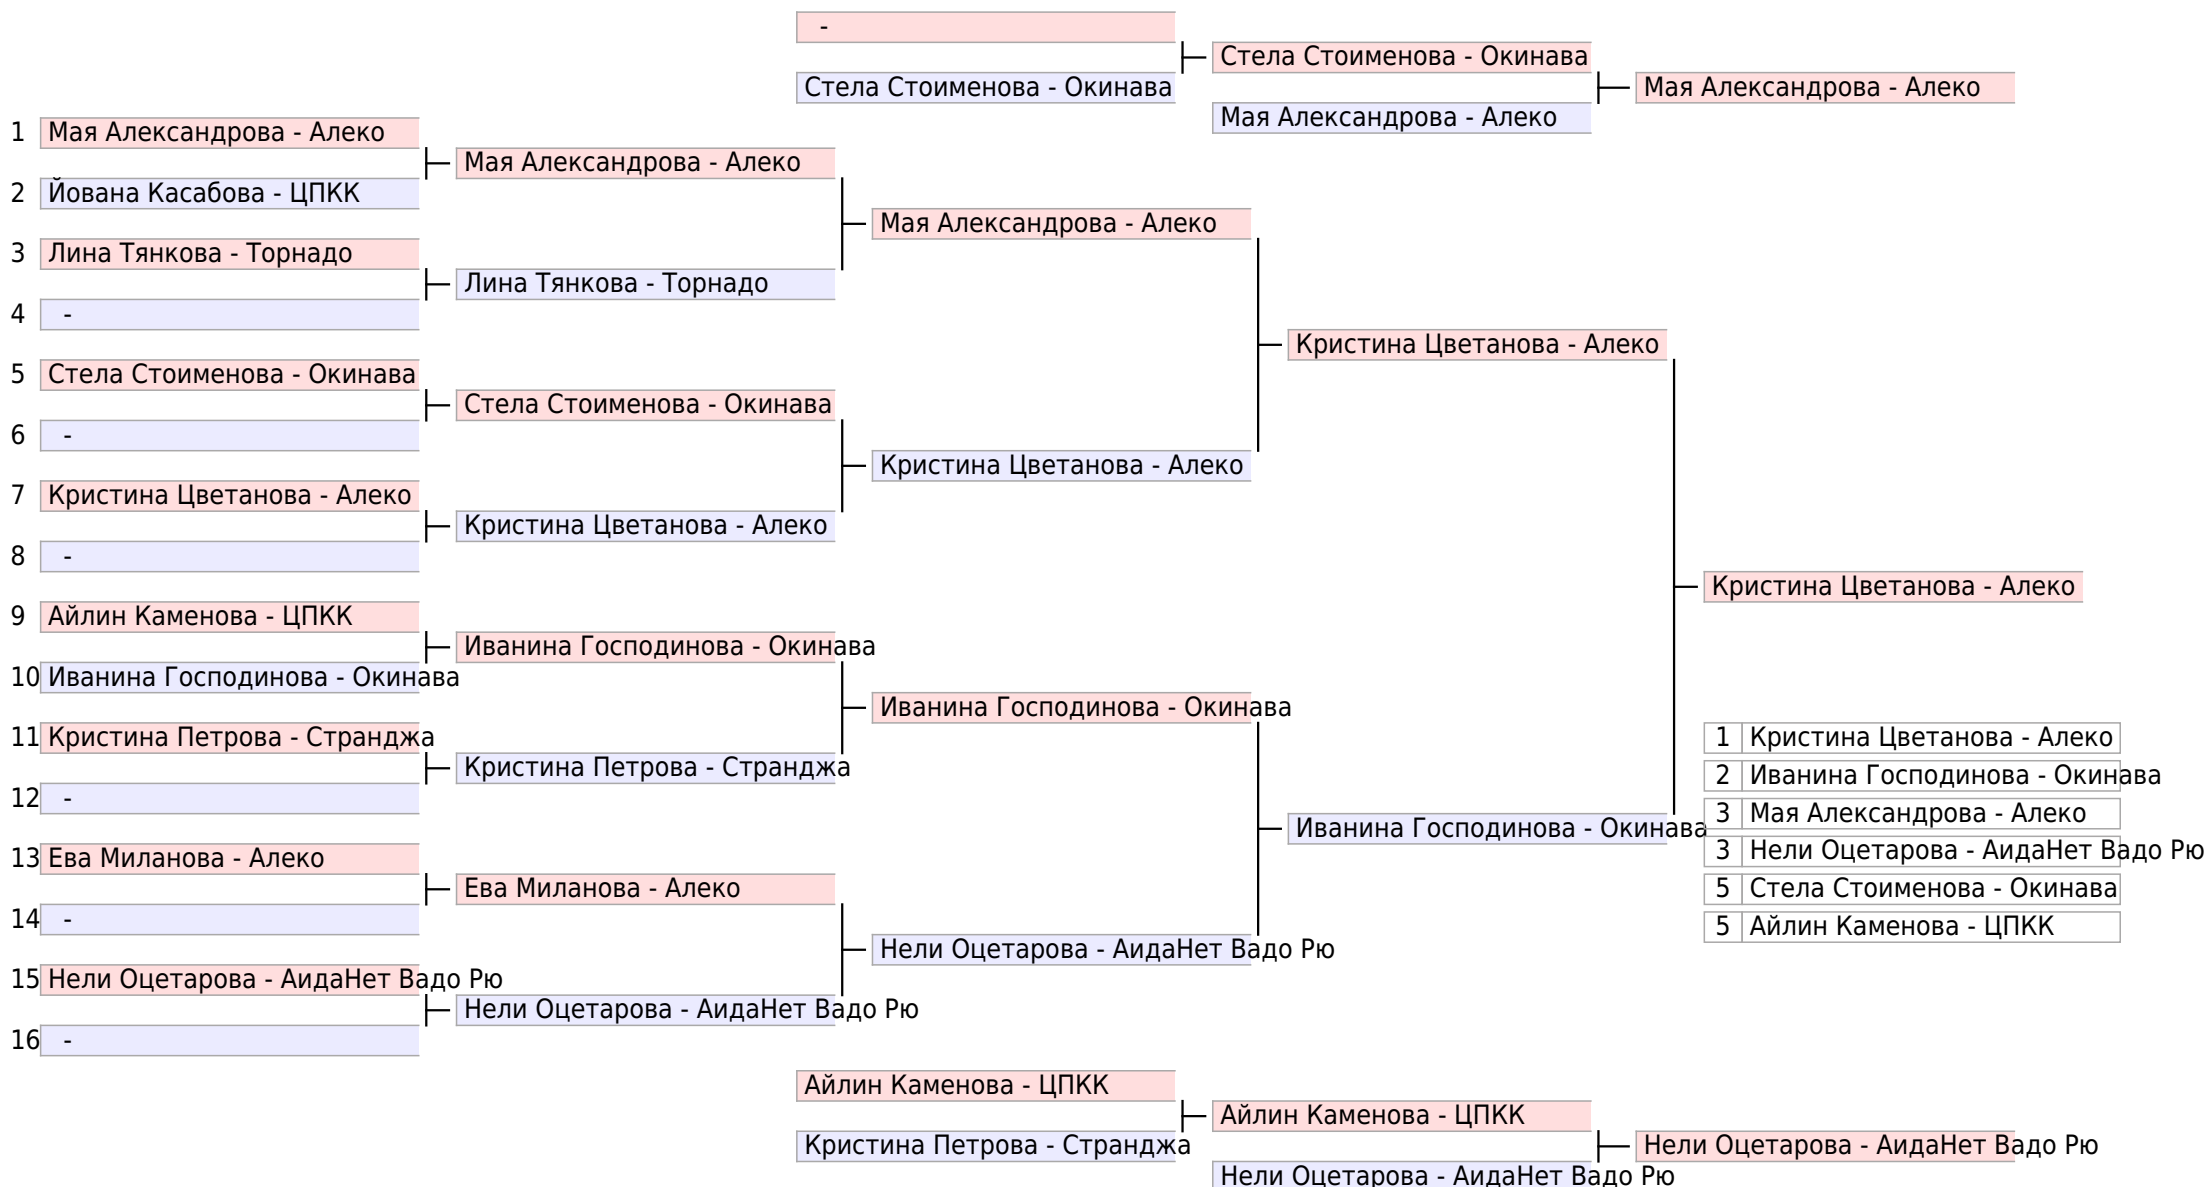 -
Стела Стоименова - Окинава
Стела Стоименова - Окинава
Мая Александрова - Алеко
Мая Александрова - Алеко
1 Мая Александрова - Алеко
Мая Александрова - Алеко
2 Йована Касабова - ЦПКК
Мая Александрова - Алеко
3 Лина Тянкова - Торнадо
Лина Тянкова - Торнадо
4 -
Кристина Цветанова - Алеко
5 Стела Стоименова - Окинава
Стела Стоименова - Окинава
6 -
Кристина Цветанова - Алеко
7 Кристина Цветанова - Алеко
Кристина Цветанова - Алеко
8 -
Кристина Цветанова - Алеко
9 Айлин Каменова - ЦПКК
Иванина Господинова - Окинава
10 Иванина Господинова - Окинава
Иванина Господинова - Окинава
11 Кристина Петрова - Странджа
Кристина Петрова - Странджа
12 -
Иванина Господинова - Окинава
13 Ева Миланова - Алеко
Ева Миланова - Алеко
14 -
Нели Оцетарова - АидаНет Вадо Рю
15 Нели Оцетарова - АидаНет Вадо Рю
Нели Оцетарова - АидаНет Вадо Рю
16 -
1 Кристина Цветанова - Алеко
2 Иванина Господинова - Окинава
3 Мая Александрова - Алеко
3 Нели Оцетарова - АидаНет Вадо Рю
5 Стела Стоименова - Окинава
5 Айлин Каменова - ЦПКК
Айлин Каменова - ЦПКК
Айлин Каменова - ЦПКК
Кристина Петрова - Странджа
Нели Оцетарова - АидаНет Вадо Рю
Нели Оцетарова - АидаНет Вадо Рю